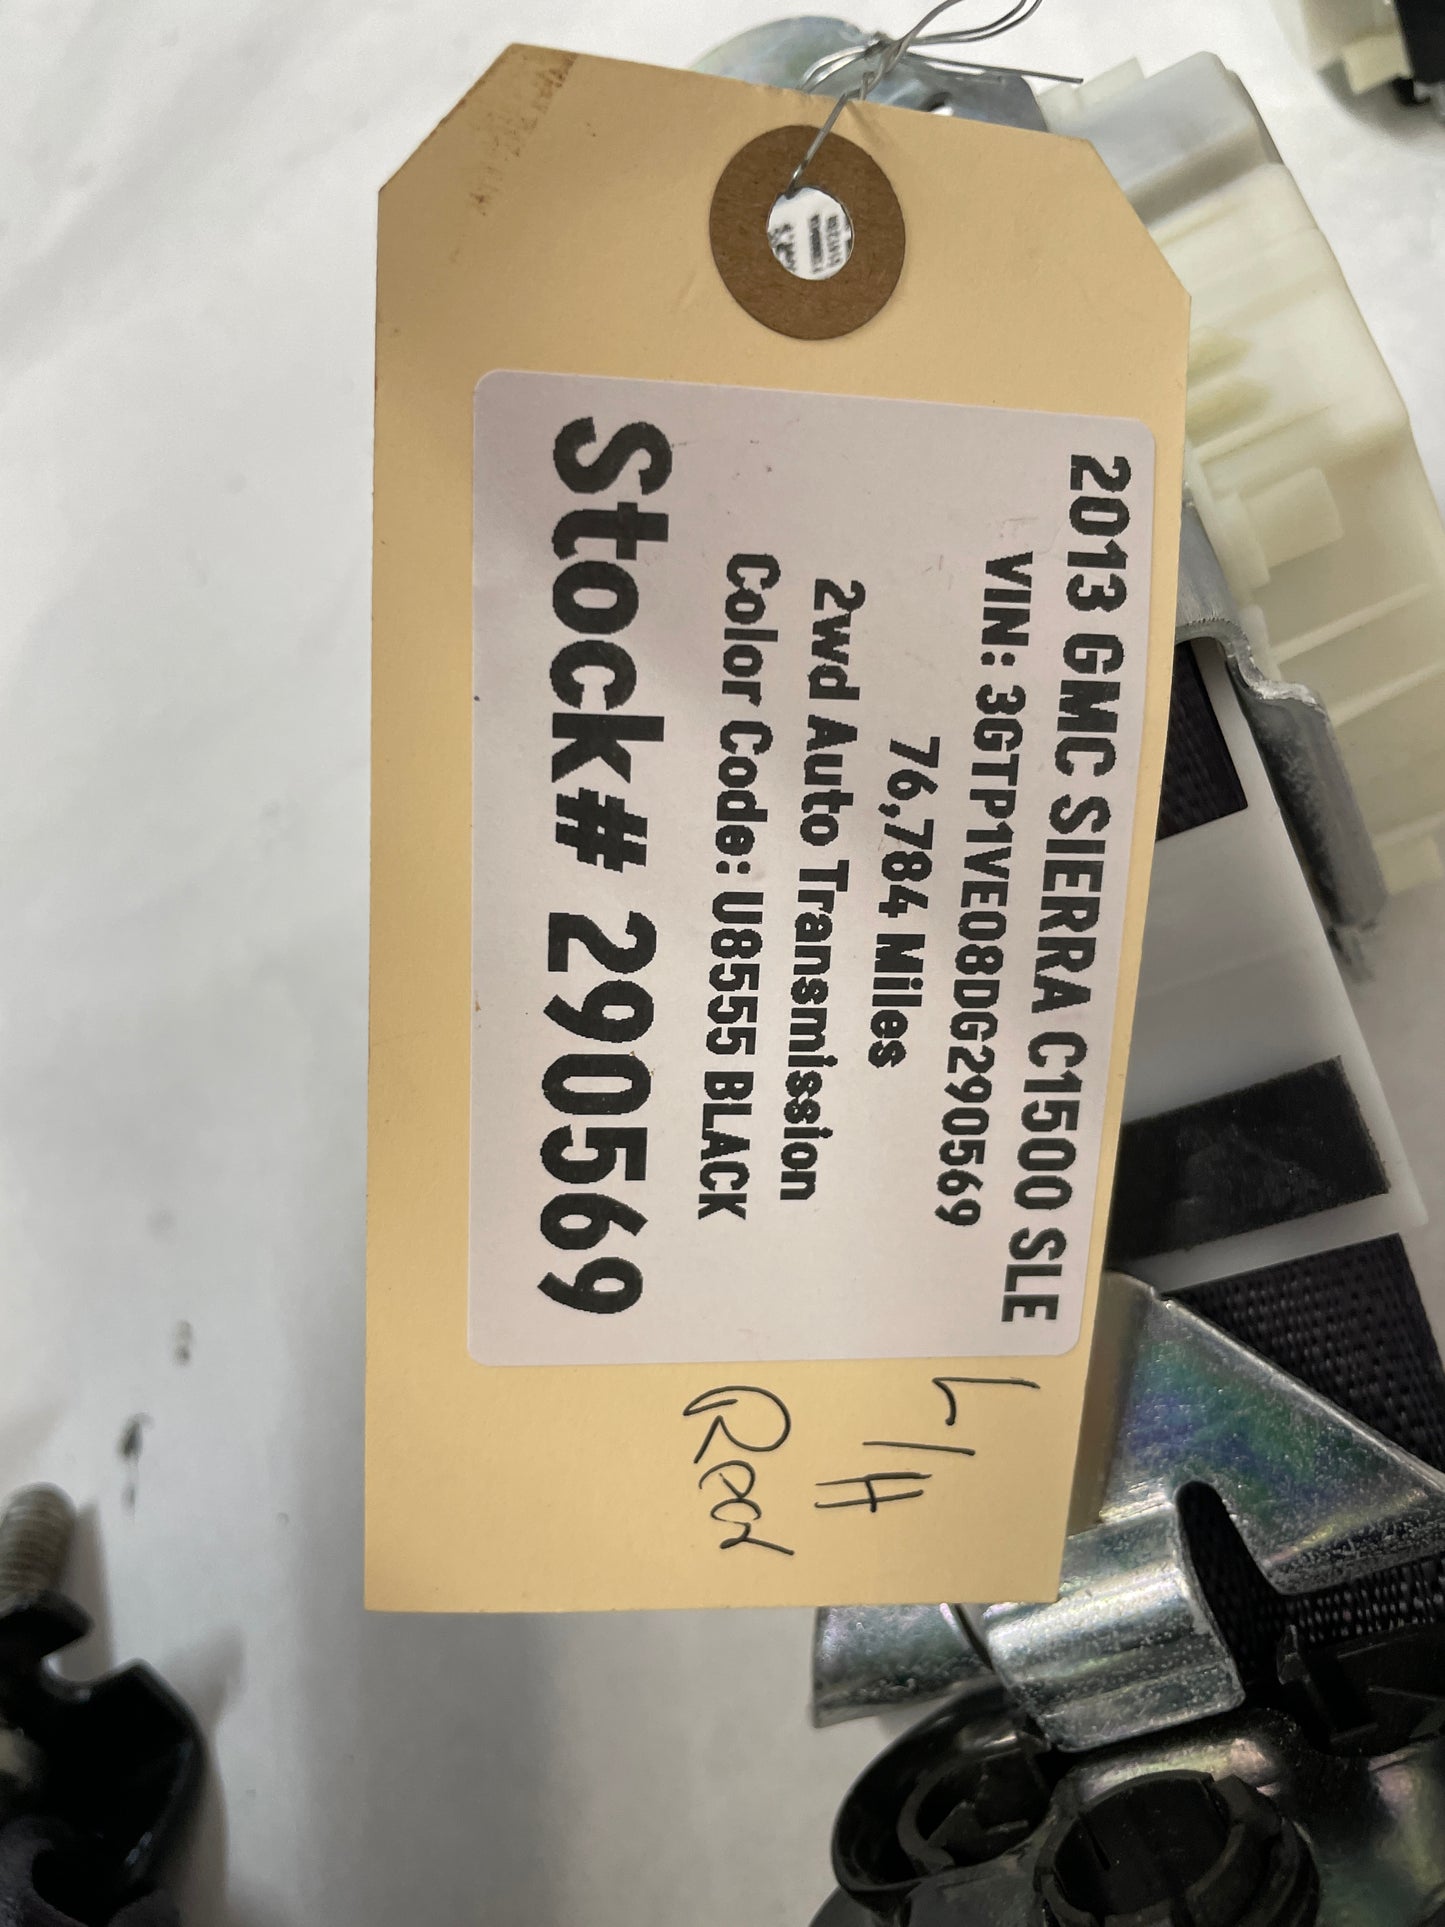 2013 GMC SIERRA C1500 SLE
VIN: 3GTP1VE08DG290569
76,784 Miles
2wd Auto Transmission
Color Code: U8555 BLACK
Stock# 290569
L/H
Rear